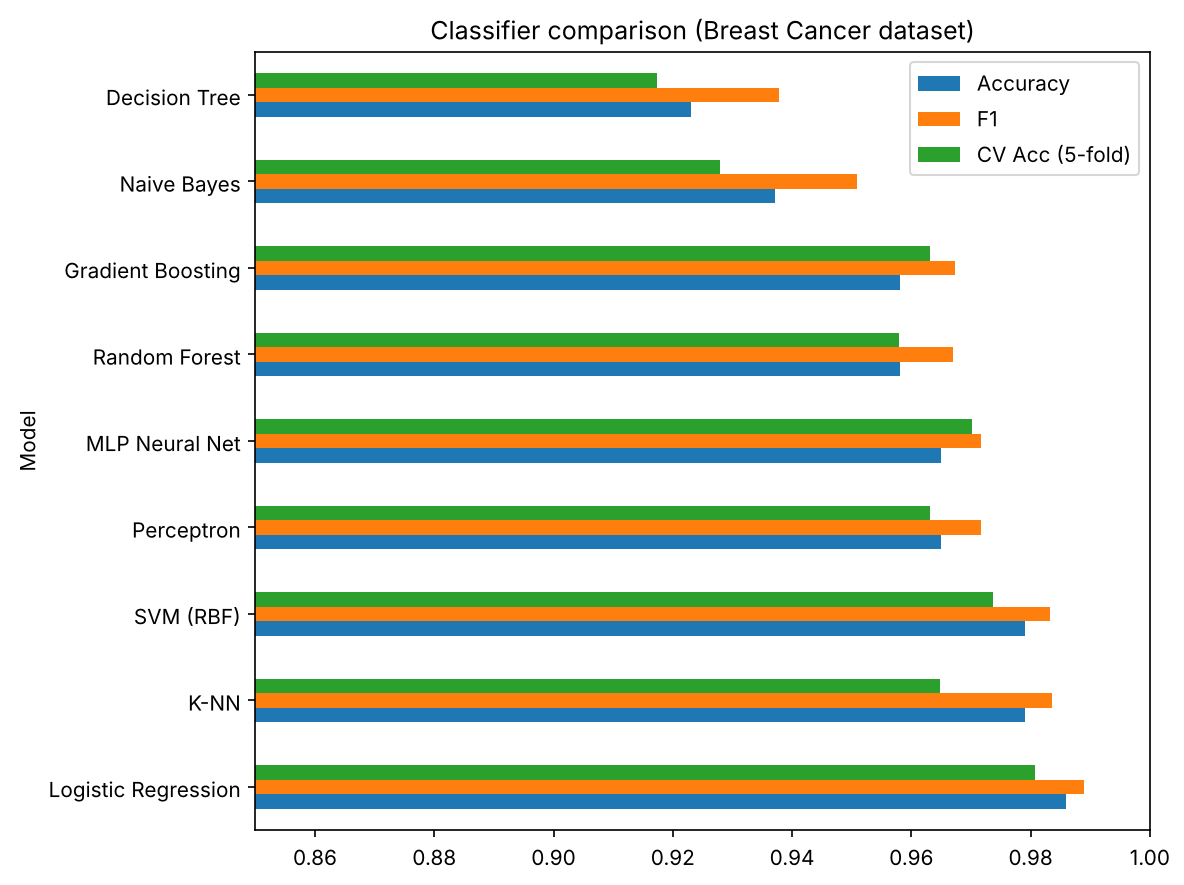 Classifier comparison (Breast Cancer dataset)
Accuracy
F1
CV Acc (5-fold)
Decision Tree
Naive Bayes
Gradient Boosting
Random Forest
MLP Neural Net
Perceptron
SVM (RBF)
K-NN
Logistic Regression
Model
0.86 0.88 0.90 0.92 0.94 0.96 0.98 1.00